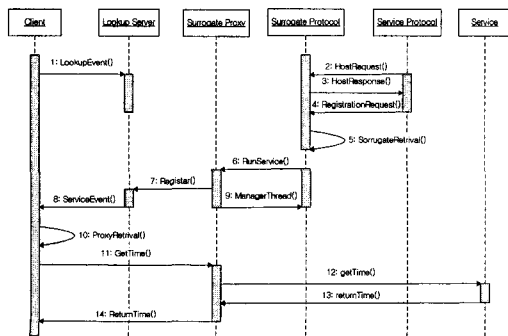 Client
Lookup Server
Surrogate Proxy
Surrogate Protocol
Service Protocol
Service
1: LookupEvent()
2: HostRequest()
3: HostResponse()
4: RegistrationRequest()
5: SorrugateRetrival()
6: RunService()
7: Registar()
8: ServiceEvent()
9: ManagerThread()
10: ProxyRetrival()
11: GetTime()
12: getTime()
13: returnTime()
14: ReturnTime()